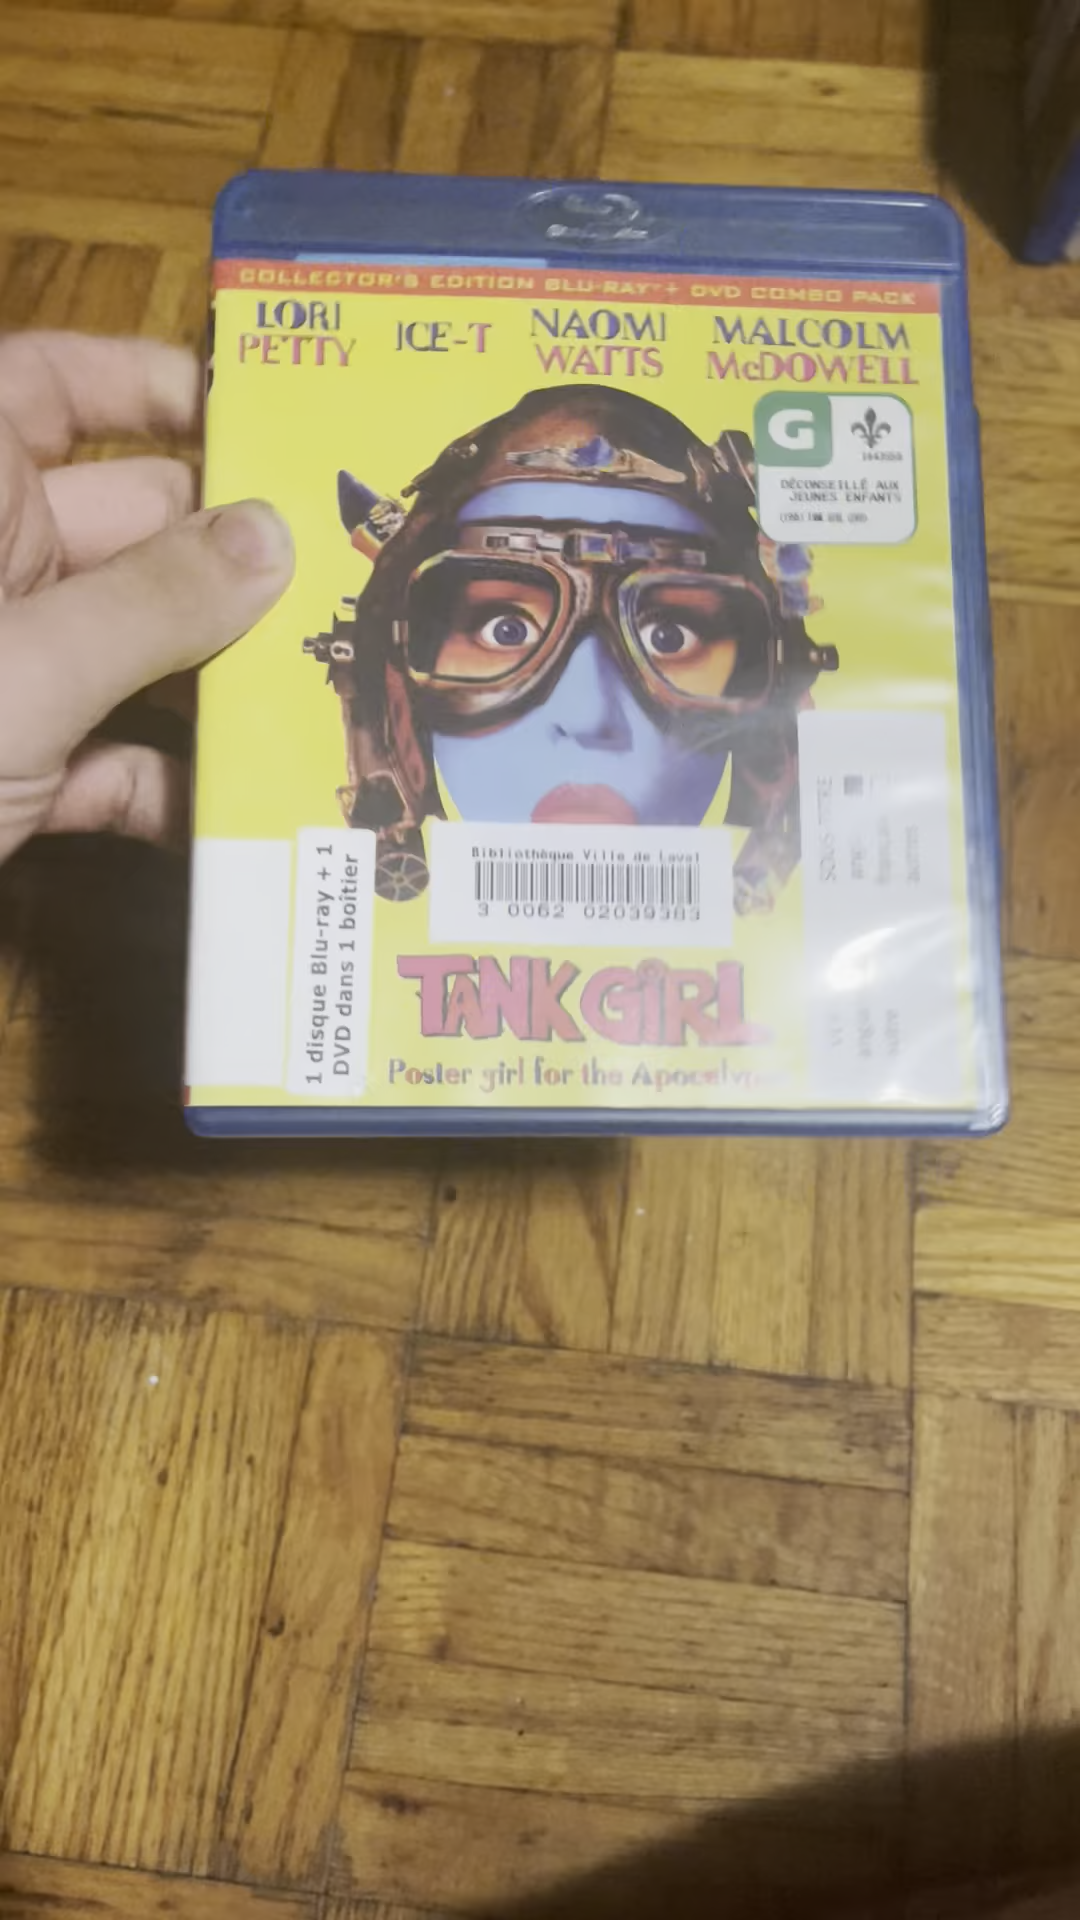 COLLECTOR'S EDITION BLU-RAY + DVD COMBO PACK
LORI PETTY
ICE-T
NAOMI WATTS
MALCOLM McDOWELL
G
DÉCONSEILLÉ AUX
JEUNES ENFANTS
SOUS-TITRE
Bibliothèque Ville de Laval
3 0062 02039383
1 disque Blu-ray + 1
DVD dans 1 boîtier
TANK GIRL
Poster girl for the